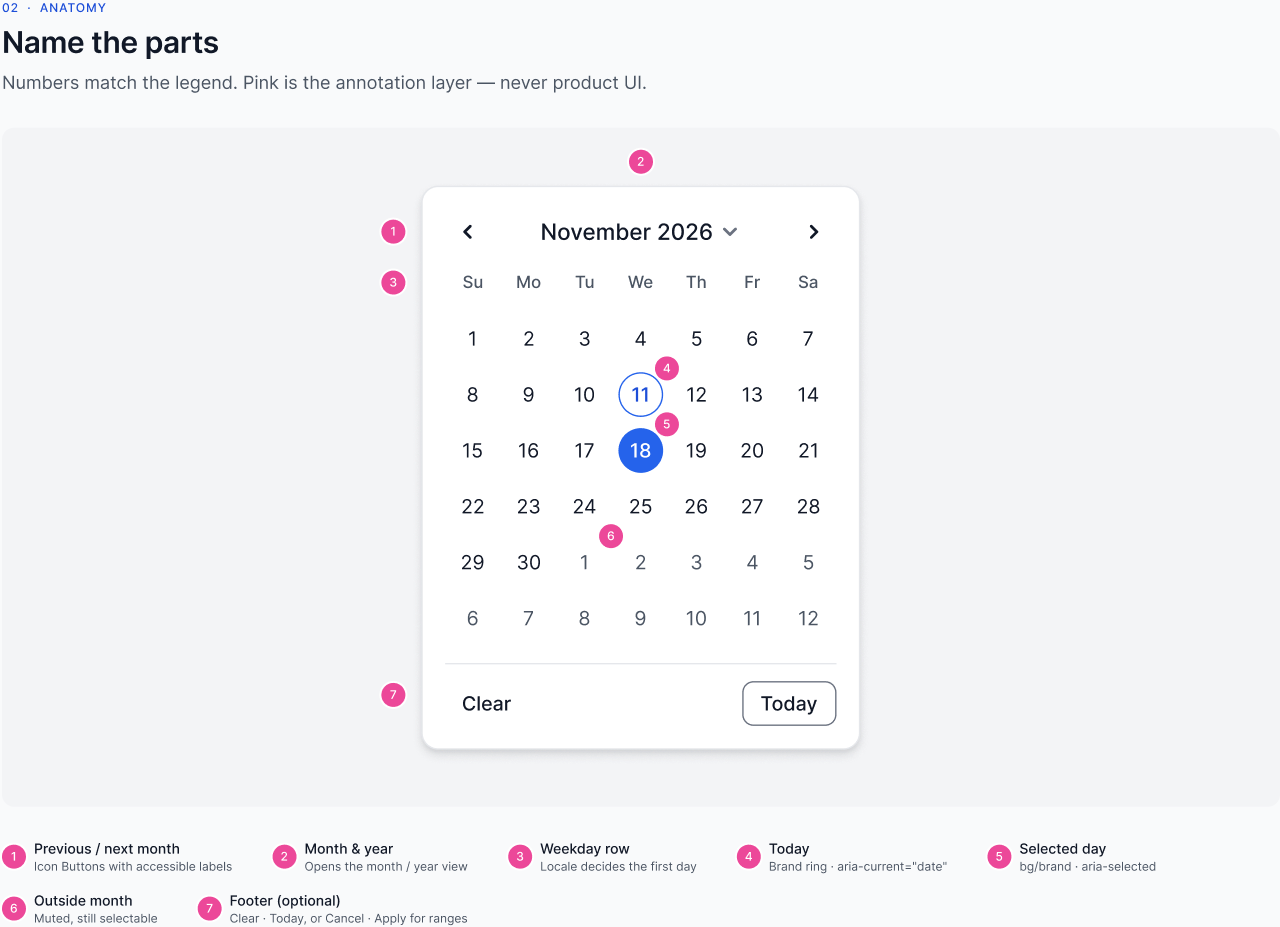 02 · ANATOMY
Name the parts
Numbers match the legend. Pink is the annotation layer — never product UI.
2
1
November 2026
3
Su Mo Tu We Th Fr Sa
1 2 3 4 5 6 7
4
8 9 10 11 12 13 14
5
15 16 17 18 19 20 21
22 23 24 25 26 27 28
6
29 30 1 2 3 4 5
6 7 8 9 10 11 12
7
Clear Today
1 Previous / next month
Icon Buttons with accessible labels
2 Month & year
Opens the month / year view
3 Weekday row
Locale decides the first day
4 Today
Brand ring · aria-current="date"
5 Selected day
bg/brand · aria-selected
6 Outside month
Muted, still selectable
7 Footer (optional)
Clear · Today, or Cancel · Apply for ranges